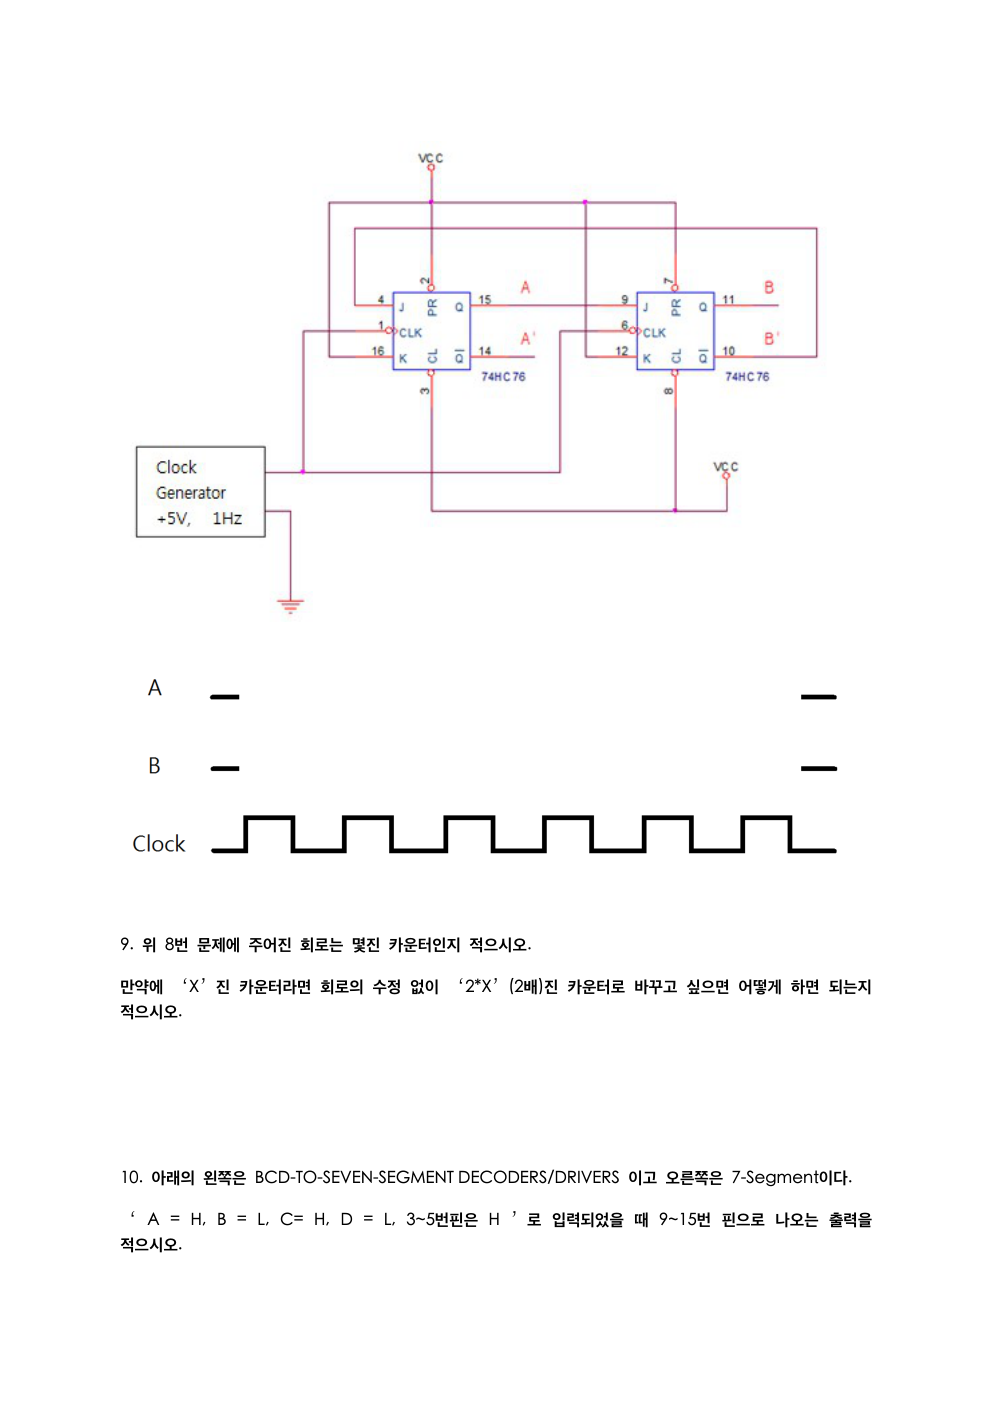 VCC
2
7
4 J PR Q 15 A 9 J PR Q 11 B
1 CLK A' 6 CLK B'
16 K CL Q 14 12 K CL Q 10
3 74HC76 8 74HC76
VCC
Clock
Generator
+5V, 1Hz
A
B
Clock
9. 위 8번 문제에 주어진 회로는 몇진 카운터인지 적으시오.
만약에 ‘X’진 카운터라면 회로의 수정 없이 ‘2*X’(2배)진 카운터로 바꾸고 싶으면 어떻게 하면 되는지
적으시오.
10. 아래의 왼쪽은 BCD-TO-SEVEN-SEGMENT DECODERS/DRIVERS 이고 오른쪽은 7-Segment이다.
‘ A = H, B = L, C= H, D = L, 3~5번핀은 H ’로 입력되었을 때 9~15번 핀으로 나오는 출력을
적으시오.